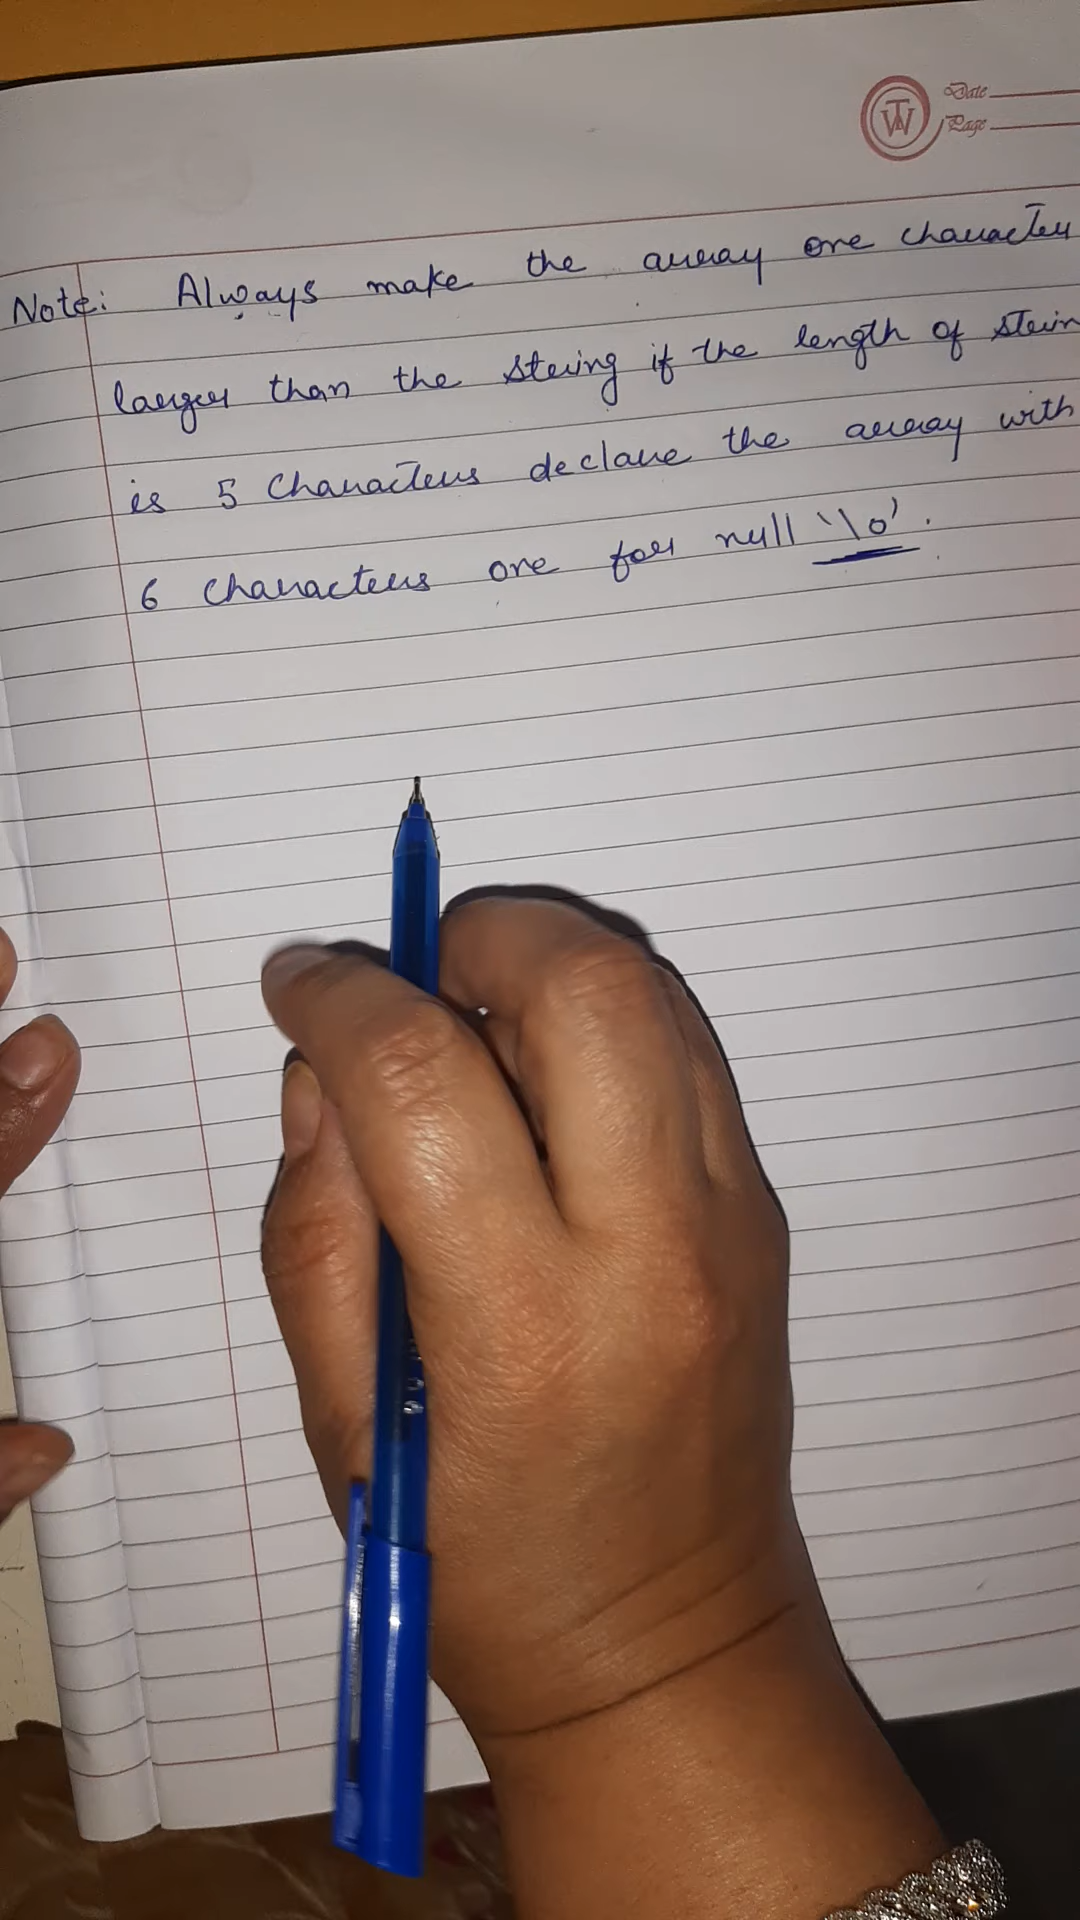 Date
Page
Note: Always make the array one character
larger than the string if the length of strin
is 5 Characters declare the array with
6 Characters one for null '\0'.